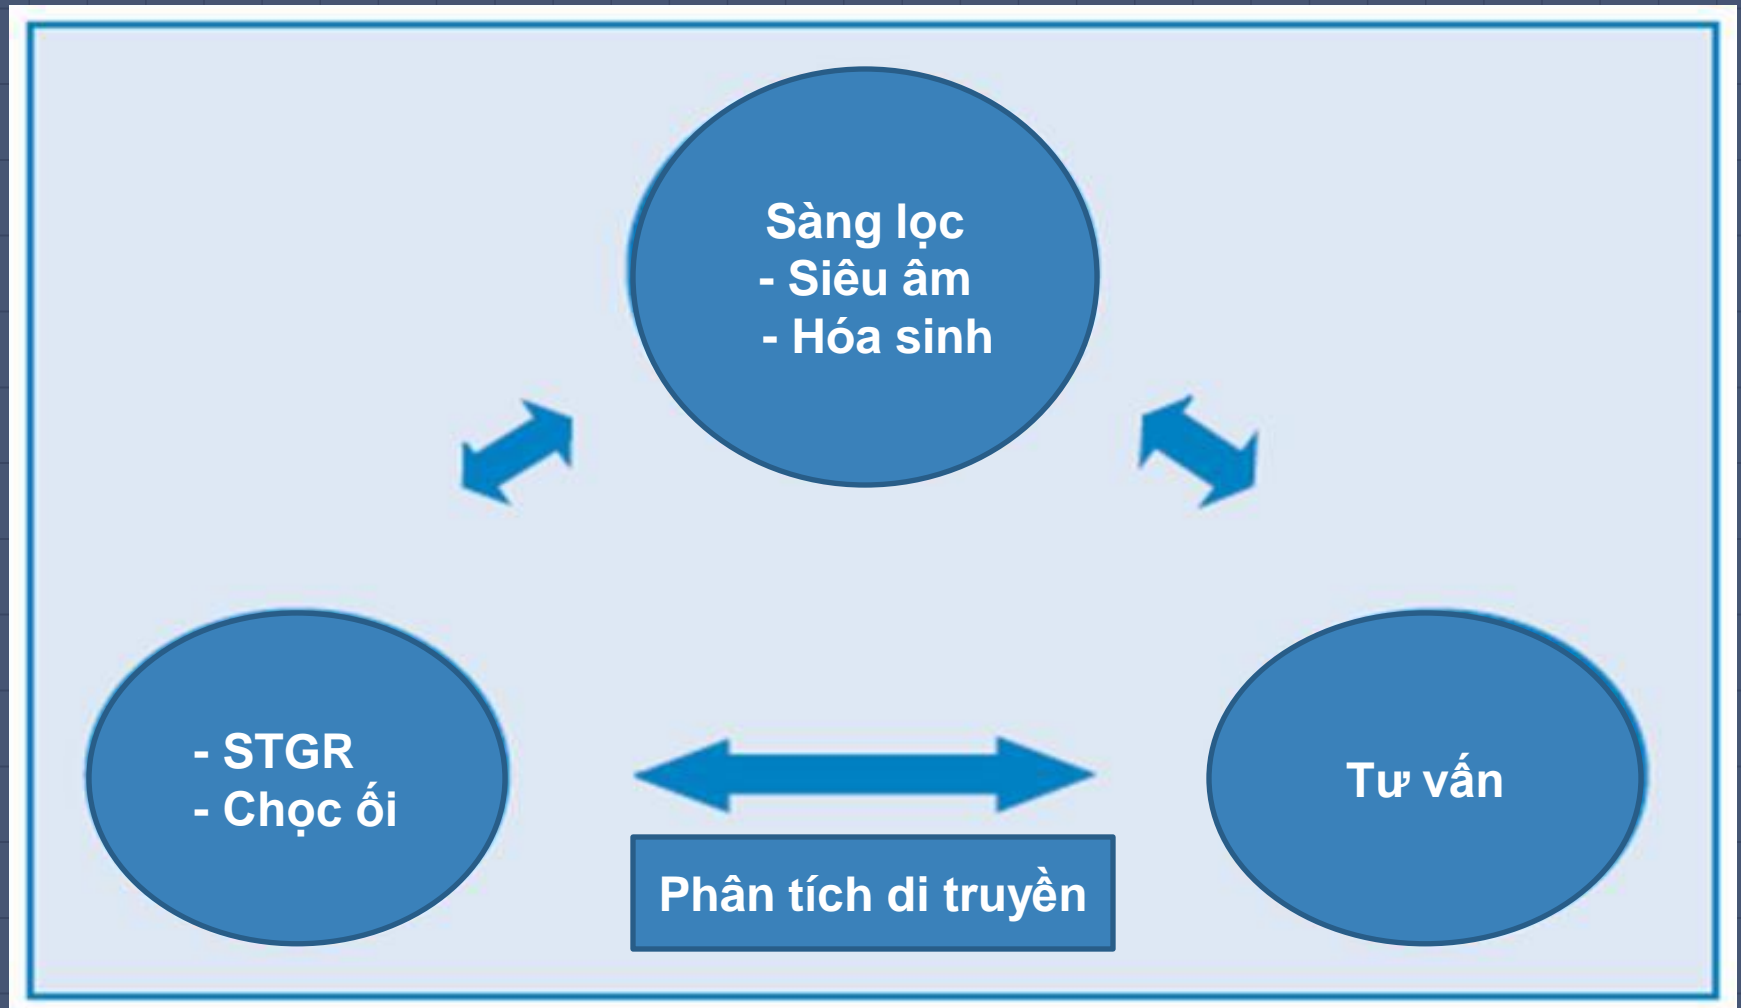 Sàng lọc
- Siêu âm
- Hóa sinh
- STGR
- Chọc ối
Tư vấn
Phân tích di truyền